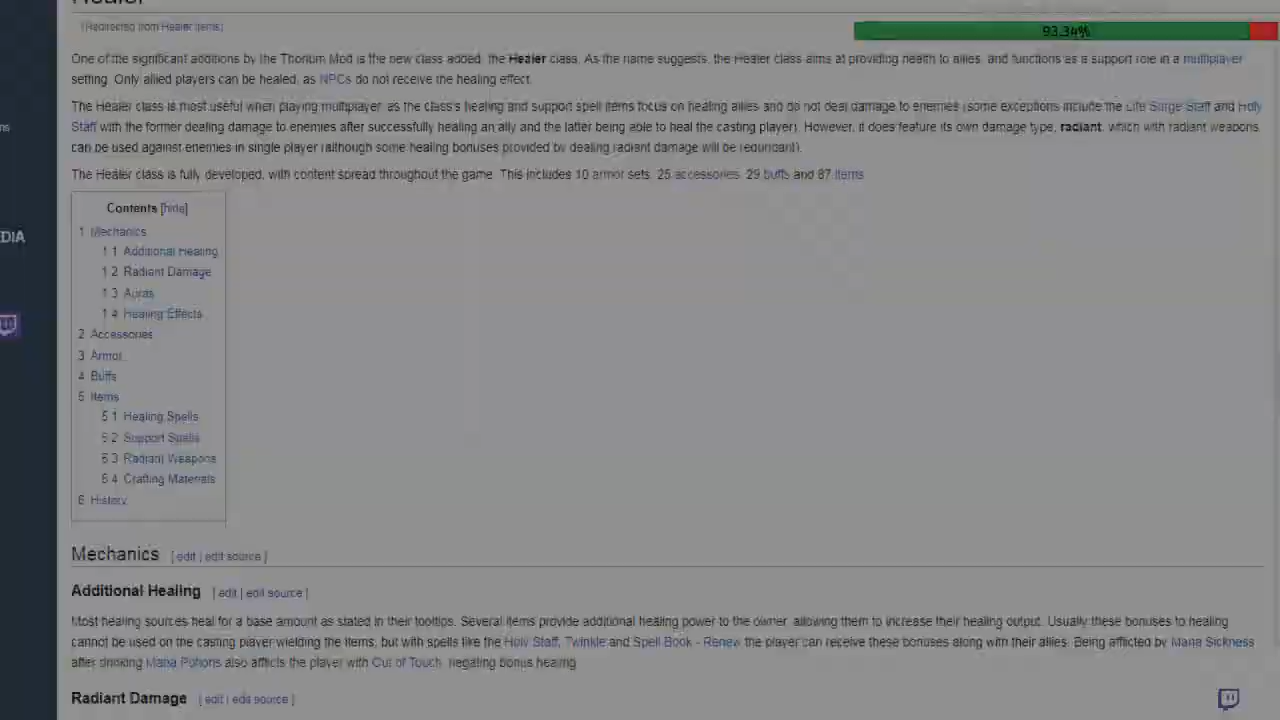 Healer
(Redirected from Healer Items)
93.34%
One of the significant additions by the Thorium Mod is the new class added, the Healer class. As the name suggests, the Healer class aims at providing health to allies, and functions as a support role in a multiplayer
setting. Only allied players can be healed, as NPCs do not receive the healing effect.
The Healer class is most useful when playing multiplayer, as the class's healing and support spell items focus on healing allies and do not deal damage to enemies (some exceptions include the Life Surge Staff and Holy
Staff with the former dealing damage to enemies after successfully healing an ally and the latter being able to heal the casting player). However, it does feature its own damage type, radiant, which with radiant weapons,
can be used against enemies in single player (although some healing bonuses provided by dealing radiant damage will be redundant).
The Healer class is fully developed, with content spread throughout the game. This includes 10 armor sets, 25 accessories, 29 buffs and 87 items.
ns
DIA
Contents [hide]
1 Mechanics
1.1 Additional Healing
1.2 Radiant Damage
1.3 Auras
1.4 Healing Effects
2 Accessories
3 Armor
4 Buffs
5 Items
5.1 Healing Spells
5.2 Support Spells
5.3 Radiant Weapons
5.4 Crafting Materials
6 History
Mechanics [ edit | edit source ]
Additional Healing [ edit | edit source ]
Most healing sources heal for a base amount as stated in their tooltips. Several items provide additional healing power to the owner, allowing them to increase their healing output. Usually these bonuses to healing
cannot be used on the casting player wielding the items, but with spells like the Holy Staff, Twinkle and Spell Book - Renew the player can receive these bonuses along with their allies. Being afflicted by Mana Sickness
after drinking Mana Potions also afflicts the player with Out of Touch, negating bonus healing.
Radiant Damage [ edit | edit source ]